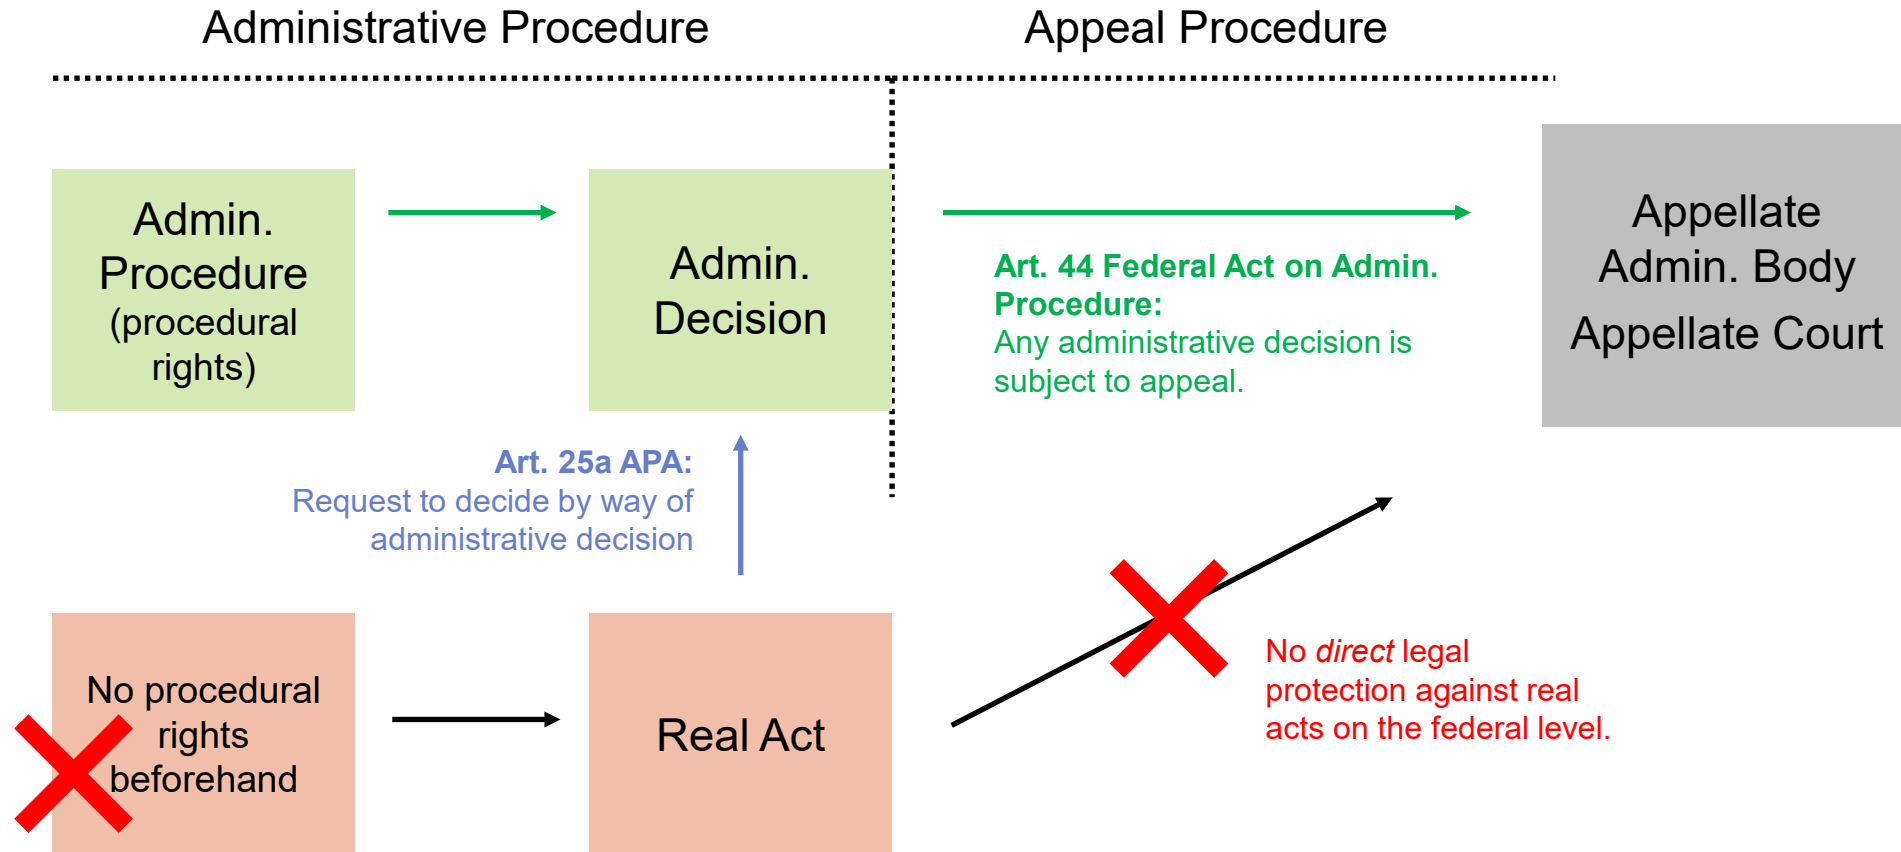 Administrative Procedure
Appeal Procedure
Admin.
Procedure
(procedural
rights)
Admin.
Decision
Art. 44 Federal Act on Admin.
Procedure:
Any administrative decision is
subject to appeal.
Appellate
Admin. Body
Appellate Court
Art. 25a APA:
Request to decide by way of
administrative decision
No procedural
rights
beforehand
Real Act
No direct legal
protection against real
acts on the federal level.